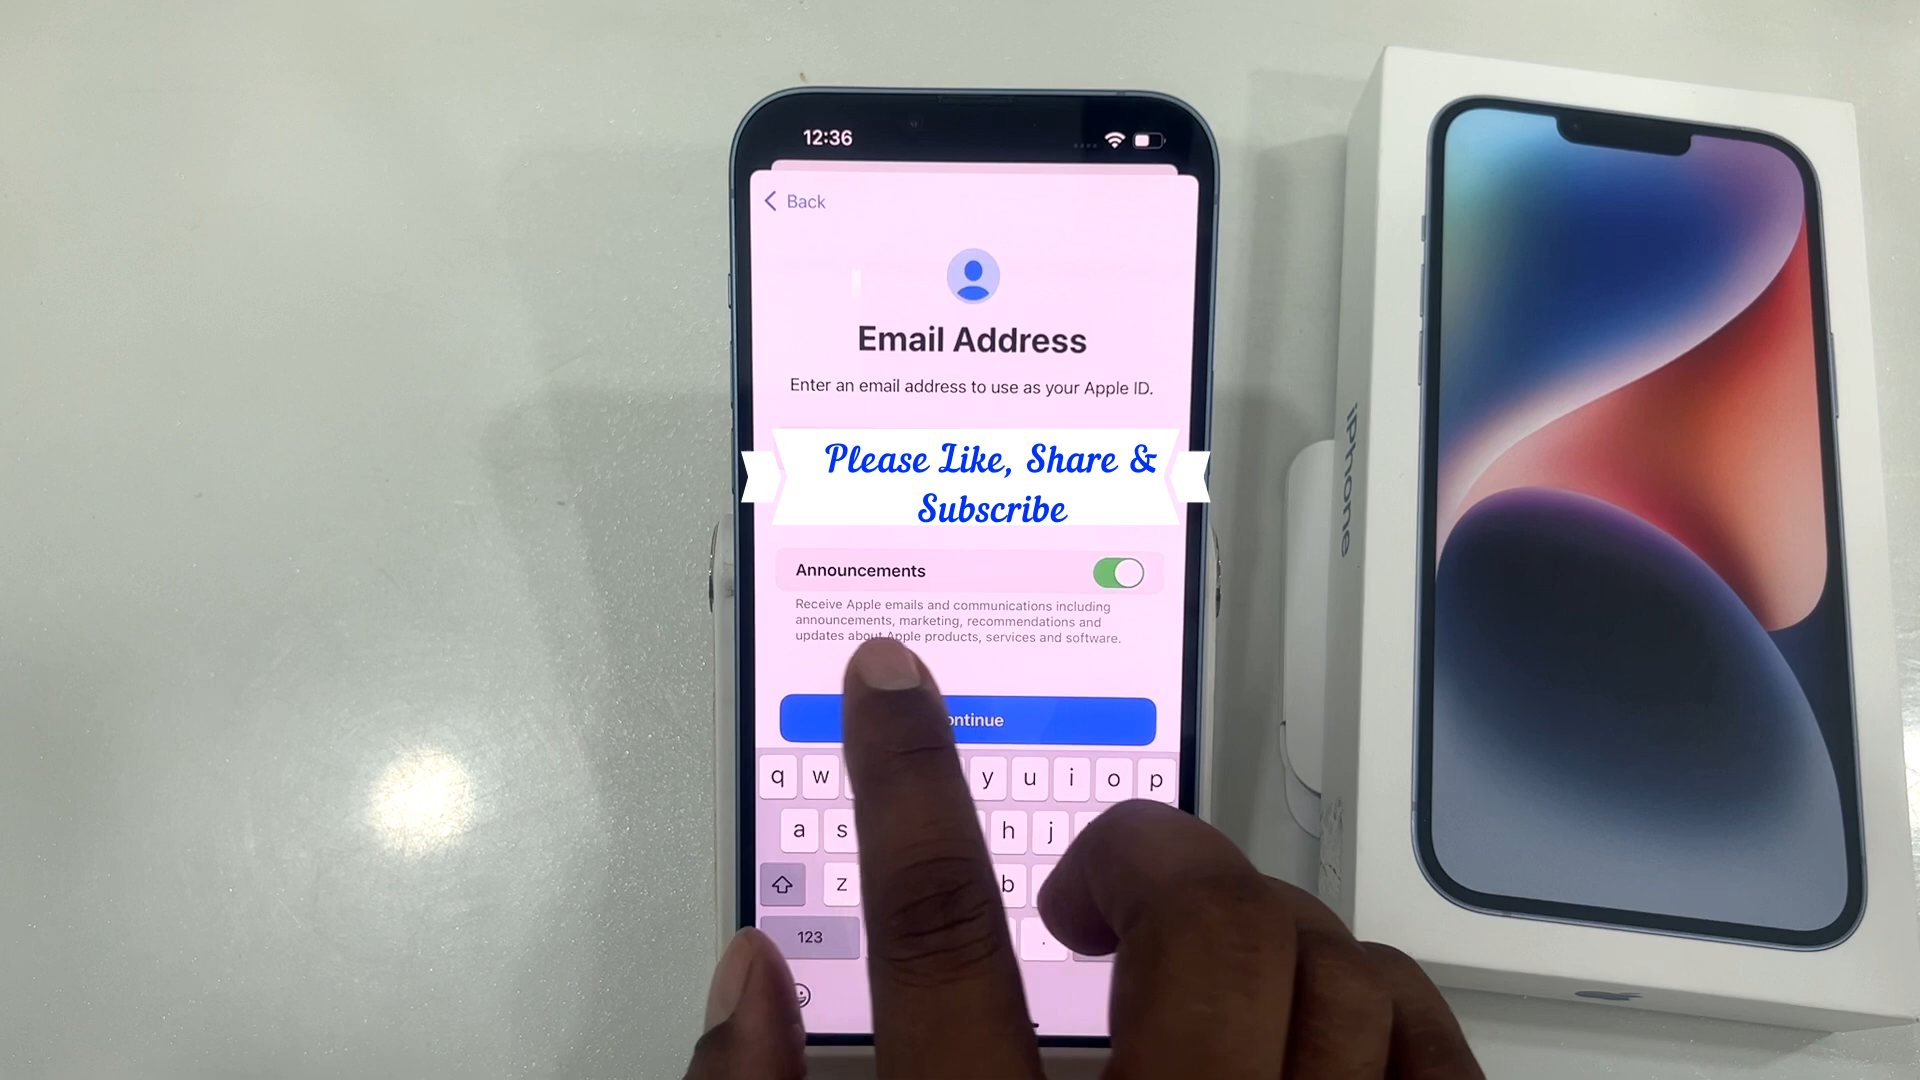 12:36
Back
Email Address
Enter an email address to use as your Apple ID.
Please Like, Share &
Subscribe
Announcements
Receive Apple emails and communications including
announcements, marketing, recommendations and
updates about Apple products, services and software.
q w y u i o p
a s h j
z b
123 .
iPhone